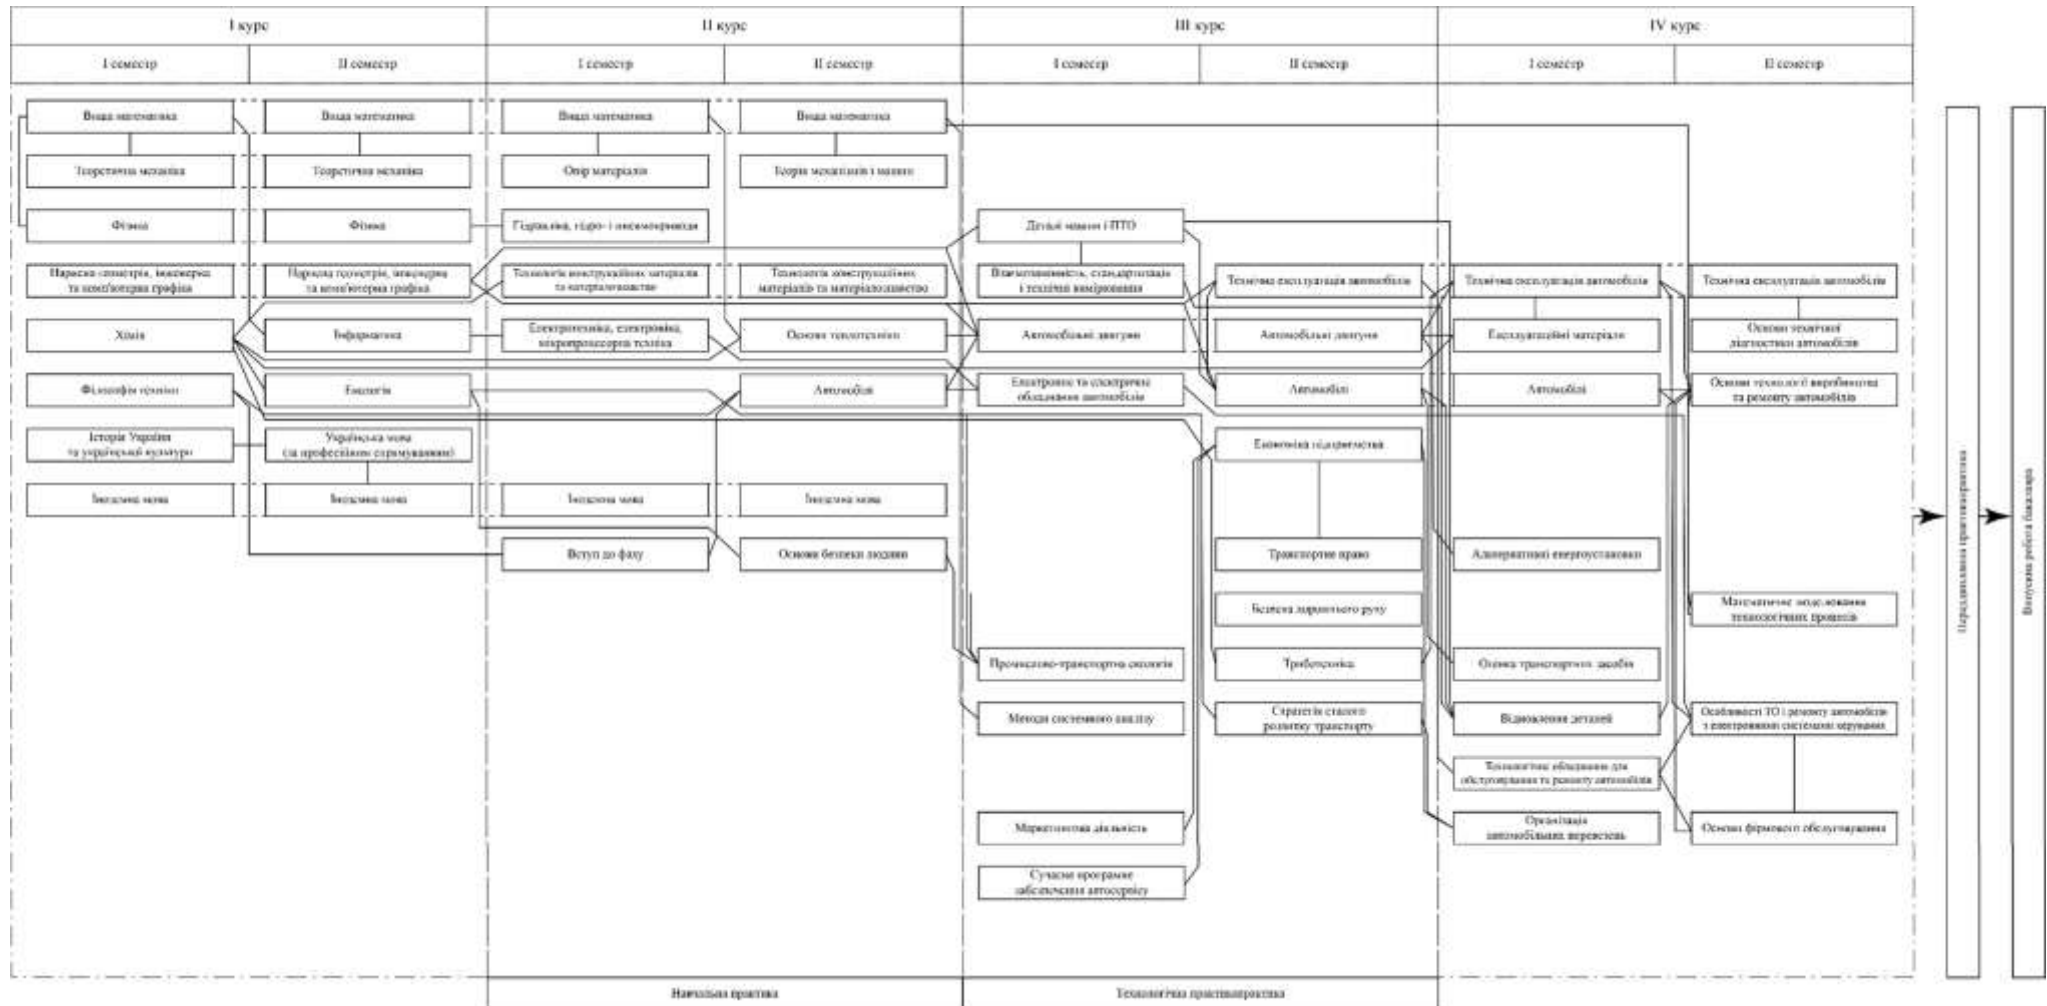 І курс
ІІ курс
ІІІ курс
IV курс
І семестр
ІІ семестр
І семестр
ІІ семестр
І семестр
ІІ семестр
І семестр
ІІ семестр
Вища математика
Вища математика
Вища математика
Вища математика
Теоретична механіка
Теоретична механіка
Опір матеріалів
Теорія механізмів і машин
Фізика
Фізика
Гідравліка, гідро- і пневмоприводи
Деталі машин і ПТО
Нарисна геометрія, інженерна
та комп'ютерна графіка
Нарисна геометрія, інженерна
та комп'ютерна графіка
Технологія конструкційних матеріалів
та матеріалознавство
Технологія конструкційних
матеріалів та матеріалознавство
Взаємозамінність, стандартизація
і технічні вимірювання
Технічна експлуатація автомобілів
Технічна експлуатація автомобілів
Технічна експлуатація автомобілів
Хімія
Інформатика
Електротехніка, електроніка,
мікропроцесорна техніка
Основи теплотехніки
Автомобільні двигуни
Автомобільні двигуни
Експлуатаційні матеріали
Основи технічної
діагностики автомобілів
Філософія техніки
Екологія
Автомобілі
Електронне та електричне
обладнання автомобілів
Автомобілі
Автомобілі
Основи технології виробництва
та ремонту автомобілів
Історія України
та української культури
Українська мова
(за професійним спрямуванням)
Економіка підприємства
Іноземна мова
Іноземна мова
Іноземна мова
Іноземна мова
Вступ до фаху
Основи безпеки людини
Транспортне право
Альтернативні енергоустановки
Безпека дорожнього руху
Математичне моделювання
технологічних процесів
Промислово-транспортна екологія
Триботехніка
Оцінка транспортних засобів
Методи системного аналізу
Стратегія сталого
розвитку транспорту
Відновлення деталей
Особливості ТО і ремонту автомобілів
з електронними системами керування
Технологічне обладнання для
обслуговування та ремонту автомобілів
Маркетингова діяльність
Організація
автомобільних перевезень
Основи фірмового обслуговування
Сучасне програмне
забезпечення автосервісу
Навчальна практика
Технологічна практикапрактика
Переддипломна практикапрактика
Випускна робота бакалавра